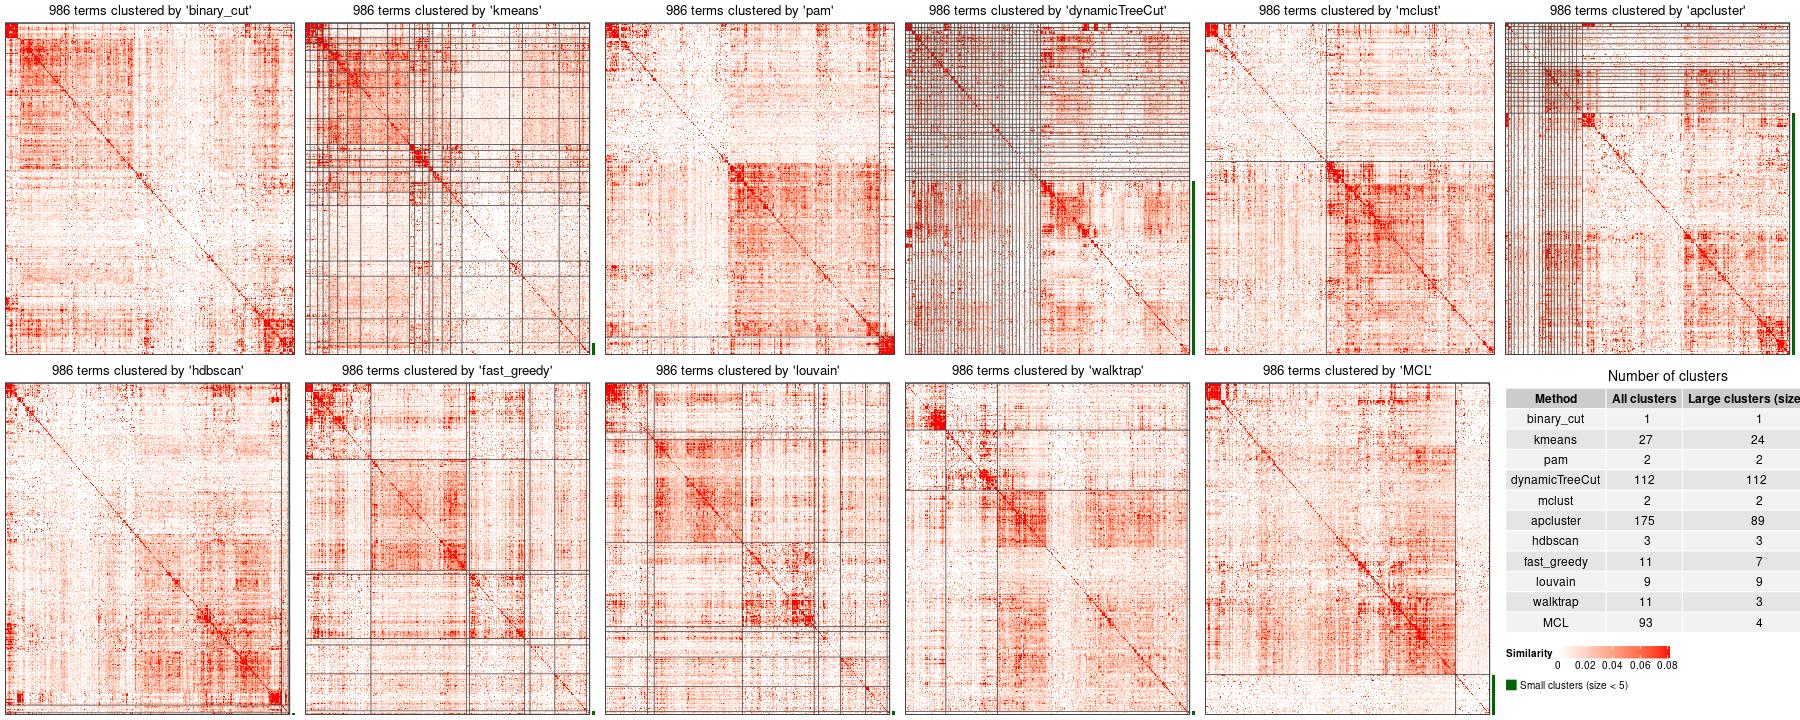 986 terms clustered by 'binary_cut'
986 terms clustered by 'kmeans'
986 terms clustered by 'pam'
986 terms clustered by 'dynamicTreeCut'
986 terms clustered by 'mclust'
986 terms clustered by 'apcluster'
986 terms clustered by 'hdbscan'
986 terms clustered by 'fast_greedy'
986 terms clustered by 'louvain'
986 terms clustered by 'walktrap'
986 terms clustered by 'MCL'
Number of clusters
Method All clusters Large clusters (size
binary_cut 1 1
kmeans 27 24
pam 2 2
dynamicTreeCut 112 112
mclust 2 2
apcluster 175 89
hdbscan 3 3
fast_greedy 11 7
louvain 9 9
walktrap 11 3
MCL 93 4
Similarity
0 0.02 0.04 0.06 0.08
Small clusters (size < 5)